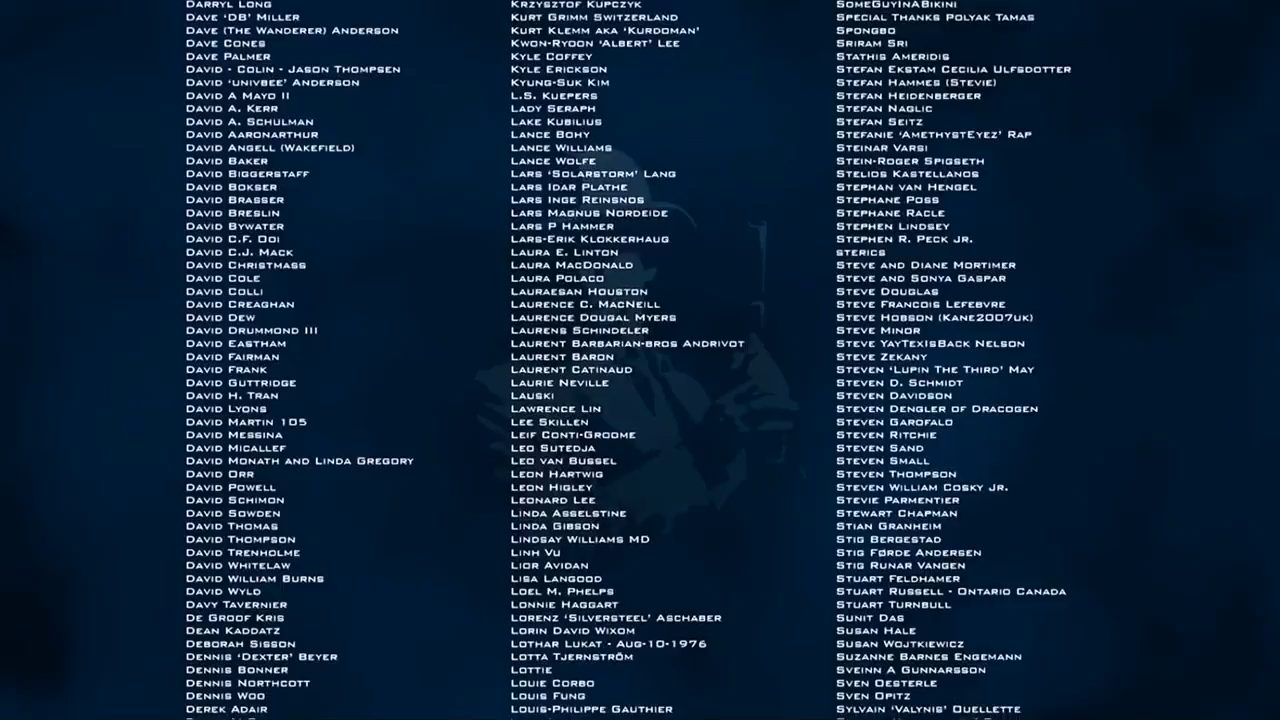 Darryl Long
Dave ‘DB’ Miller
Dave (The Wanderer) Anderson
Dave Cones
Dave Palmer
David - Colin - Jason Thompsen
David ‘univbee’ Anderson
David A Mayo II
David A. Kerr
David A. Schulman
David Aaronarthur
David Angell (Wakefield)
David Baker
David Biggerstaff
David Bokser
David Brasser
David Breslin
David Bywater
David C.F. Ooi
David C.J. Mack
David Christmass
David Cole
David Colli
David Creaghan
David Dew
David Drummond III
David Eastham
David Fairman
David Frank
David Guttridge
David H. Tran
David Lyons
David Martin 105
David Messina
David Micallef
David Monath and Linda Gregory
David Orr
David Powell
David Schimon
David Sowden
David Thomas
David Thompson
David Trenholme
David Whitelaw
David William Burns
David Wyld
Davy Tavernier
De Groof Kris
Dean Kaddatz
Deborah Sisson
Dennis ‘Dexter’ Beyer
Dennis Bonner
Dennis Northcott
Dennis Woo
Derek Adair
Krzysztof Kupczyk
Kurt Grimm Switzerland
Kurt Klemm aka ‘Kurdoman’
Kwon-Ryoon ‘Albert’ Lee
Kyle Coffey
Kyle Erickson
Kyung-Suk Kim
L.S. Kuepers
Lady Seraph
Lake Kubilius
Lance Bohy
Lance Williams
Lance Wolfe
Lars ‘Solarstorm’ Lang
Lars Idar Plathe
Lars Inge Reinsnos
Lars Magnus Nordeide
Lars P Hammer
Lars-Erik Klokkerhaug
Laura E. Linton
Laura MacDonald
Laura Polaco
Lauraesan Houston
Laurence C. MacNeill
Laurence Dougal Myers
Laurens Schindeler
Laurent Barbarian-bros Andrivot
Laurent Baron
Laurent Catinaud
Laurie Neville
Lauski
Lawrence Lin
Lee Skillen
Leif Conti-Groome
Leo Sutedja
Leo van Bussel
Leon Hartwig
Leon Higley
Leonard Lee
Linda Asselstine
Linda Gibson
Lindsay Williams MD
Linh Vu
Lior Avidan
Lisa Langood
Loel M. Phelps
Lonnie Haggart
Lorenz ‘Silversteel’ Aschaber
Lorin David Wixom
Lothar Lukat - Aug-10-1976
Lotta Tjernström
Lottie
Louie Corbo
Louis Fung
Louis-Philippe Gauthier
SomeGuyInABikini
Special Thanks Polyak Tamas
Spongbo
Sriram Sri
Stathis Ameridis
Stefan Ekstam Cecilia Ulfsdotter
Stefan Hammes (Stevie)
Stefan Heidenberger
Stefan Naglic
Stefan Seitz
Stefanie ‘AmethystEyez’ Rap
Steinar Varsi
Stein-Roger Spigseth
Stelios Kastellanos
Stephan van Hengel
Stephane Poss
Stephane Racle
Stephen Lindsey
Stephen R. Peck Jr.
sterics
Steve and Diane Mortimer
Steve and Sonya Gaspar
Steve Douglas
Steve Francois Lefebvre
Steve Hobson (Kane2007uk)
Steve Minor
Steve YayTexIsBack Nelson
Steve Zekany
Steven ‘Lupin The Third’ May
Steven D. Schmidt
Steven Davidson
Steven Dengler of Dracogen
Steven Garofalo
Steven Ritchie
Steven Sand
Steven Small
Steven Thompson
Steven William Cosky Jr.
Stevie Parmentier
Stewart Chapman
Stian Granheim
Stig Bergestad
Stig Førde Andersen
Stig Runar Vangen
Stuart Feldhamer
Stuart Russell - Ontario Canada
Stuart Turnbull
Sunit Das
Susan Hale
Susan Wojtkiewicz
Suzanne Barnes Engemann
Sveinn A Gunnarsson
Sven Oesterle
Sven Opitz
Sylvain ‘Valynis’ Ouellette